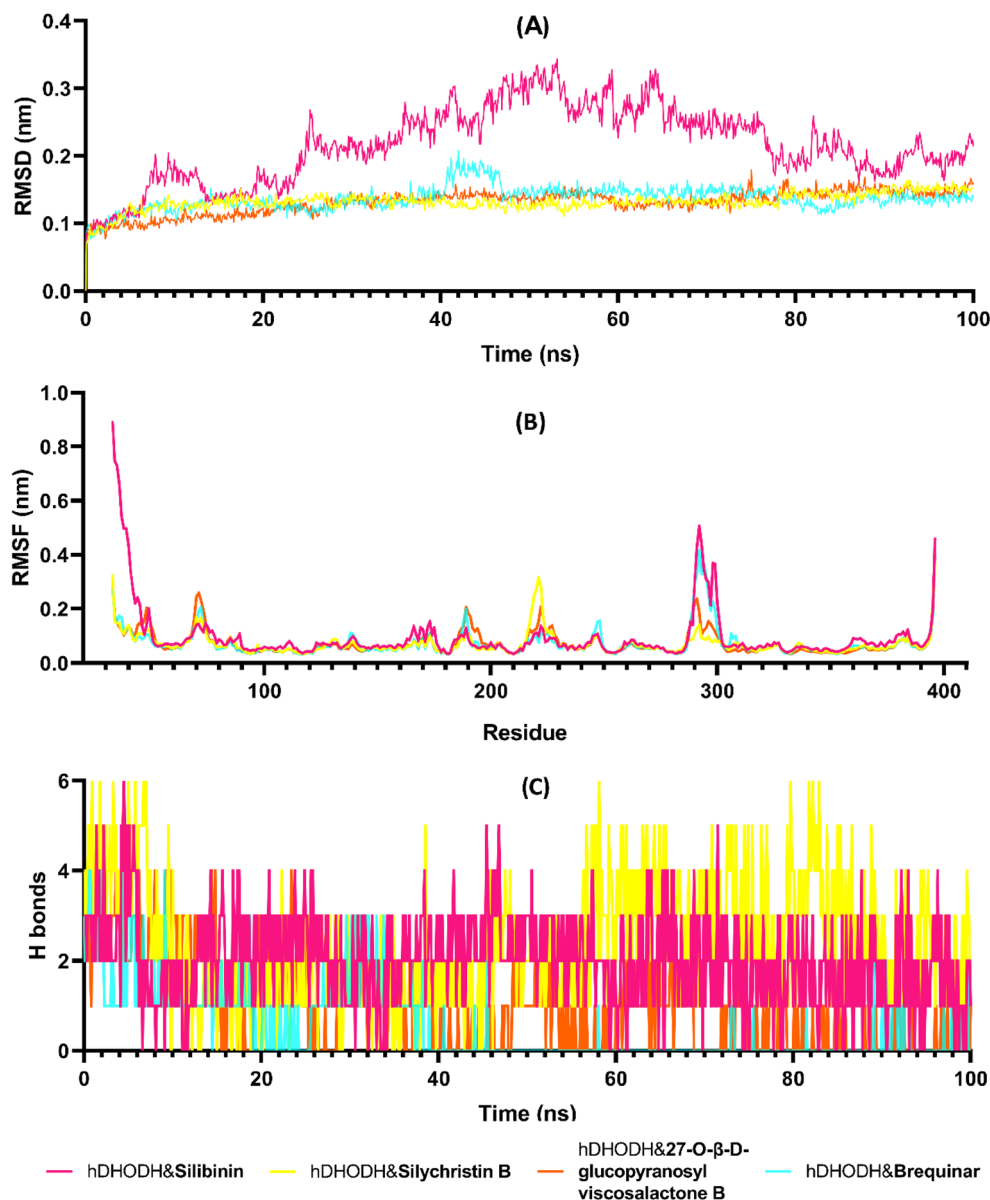 (A)
0.4
0.3
0.2
0.1
0.0
RMSD (nm)
0 20 40 60 80 100
Time (ns)
(B)
1.0
0.8
0.6
0.4
0.2
0.0
RMSF (nm)
100 200 300 400
Residue
(C)
6
4
2
0
H bonds
0 20 40 60 80 100
Time (ns)
hDHODH&Silibinin
hDHODH&Silychristin B
hDHODH&27-O-β-D-
glucopyranosyl
viscosalactone B
hDHODH&Brequinar